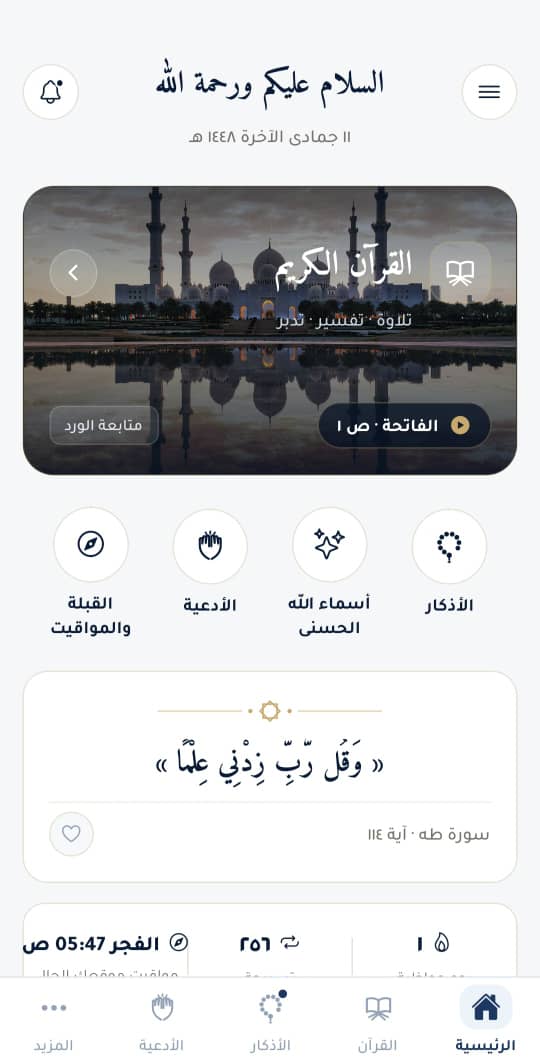 السلام عليكم ورحمة الله
١١ جمادى الآخرة ١٤٤٨ هـ
القرآن الكريم
تلاوة · تفسير · تدبر
الفاتحة · ص ١
متابعة الورد
الأذكار
أسماء الله الحسنى
الأدعية
القبلة والمواقيت
« وَقُل رَّبِّ زِدْنِي عِلْمًا »
سورة طه · آية ١١٤
١
٢٥٦
الفجر 05:47 ص
الرئيسية
القرآن
الأذكار
الأدعية
المزيد